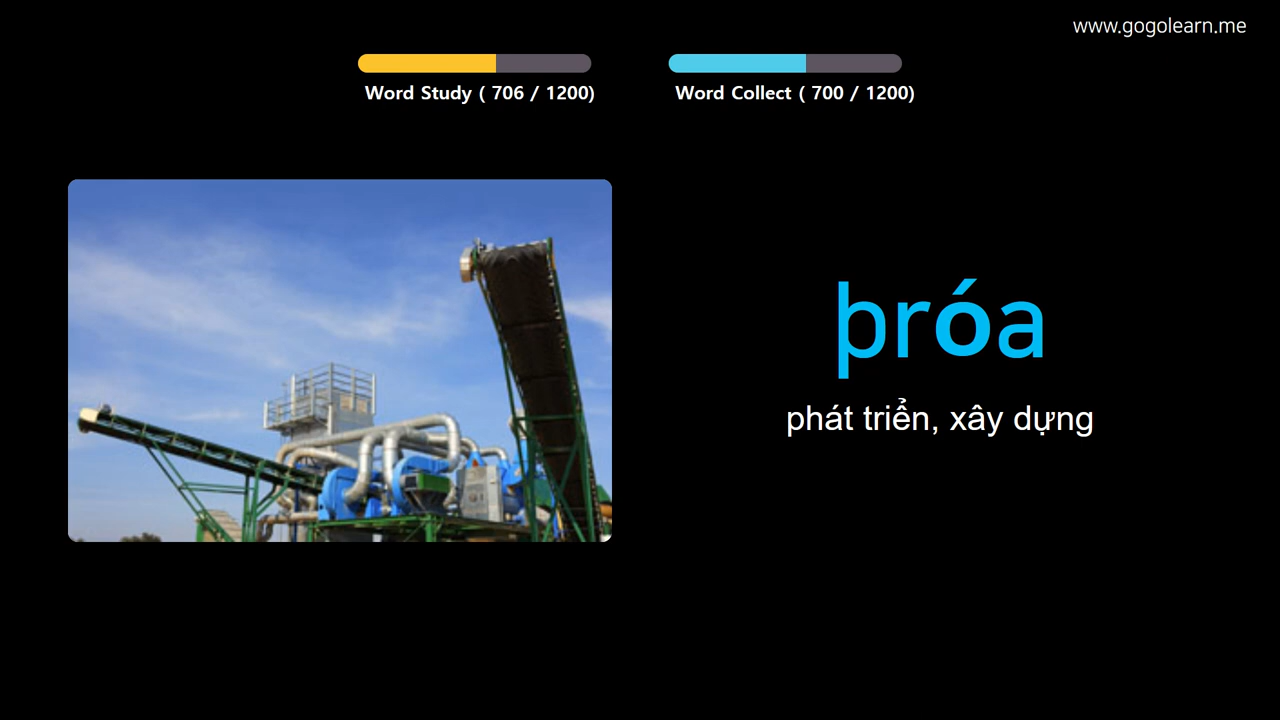 www.gogolearn.me
Word Study ( 706 / 1200)
Word Collect ( 700 / 1200)
þróa
phát triển, xây dựng